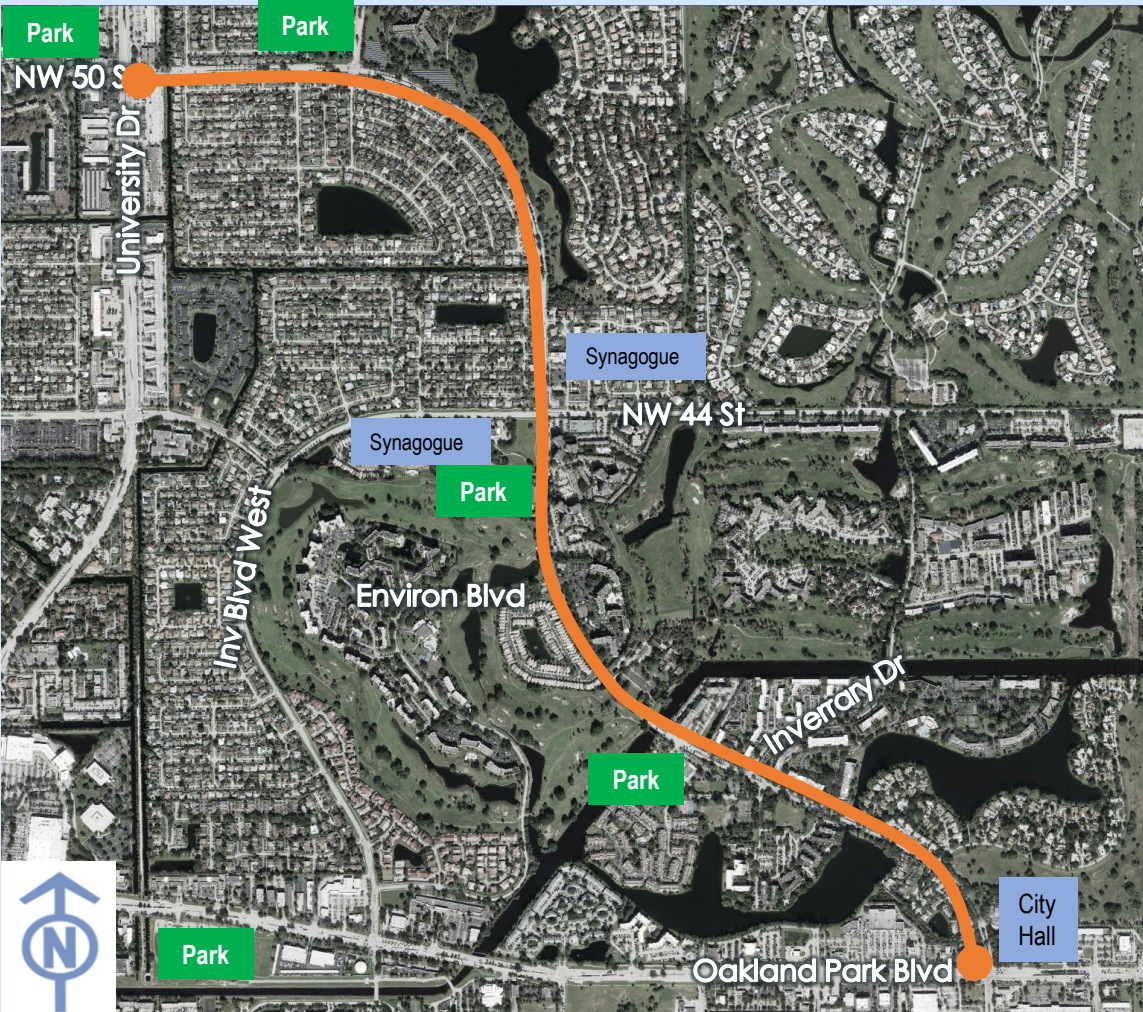 Park
Park
NW 50 S
University Dr
Synagogue
NW 44 St
Synagogue
Park
Inv Blvd West
Environ Blvd
Inverrary Dr
Park
City
Hall
N
Park
Oakland Park Blvd